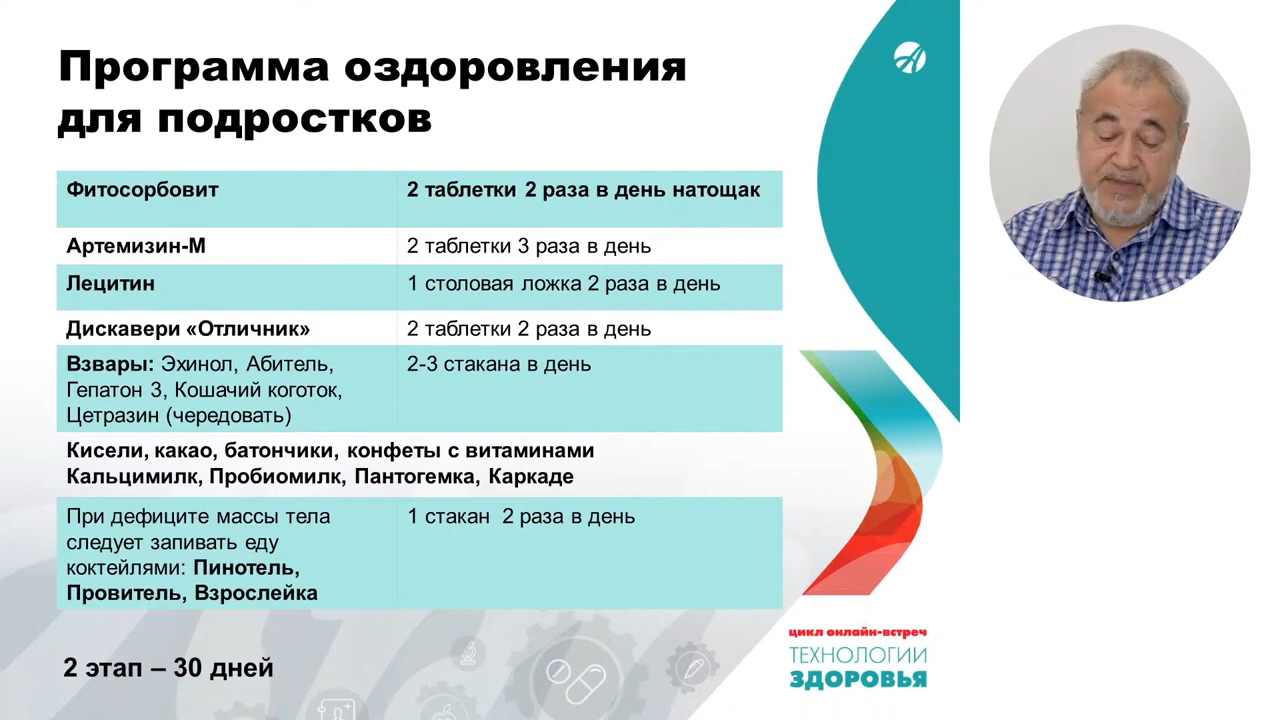 Программа оздоровления
для подростков
Фитосорбовит
2 таблетки 2 раза в день натощак
Артемизин-М
2 таблетки 3 раза в день
Лецитин
1 столовая ложка 2 раза в день
Дискавери «Отличник»
2 таблетки 2 раза в день
Взвары: Эхинол, Абитель,
Гепатон 3, Кошачий коготок,
Цетразин (чередовать)
2-3 стакана в день
Кисели, какао, батончики, конфеты с витаминами
Кальцимилк, Пробиомилк, Пантогемка, Каркаде
При дефиците массы тела
следует запивать еду
коктейлями: Пинотель,
Провитель, Взрослейка
1 стакан 2 раза в день
2 этап – 30 дней
цикл онлайн-встреч
ТЕХНОЛОГИИ
ЗДОРОВЬЯ